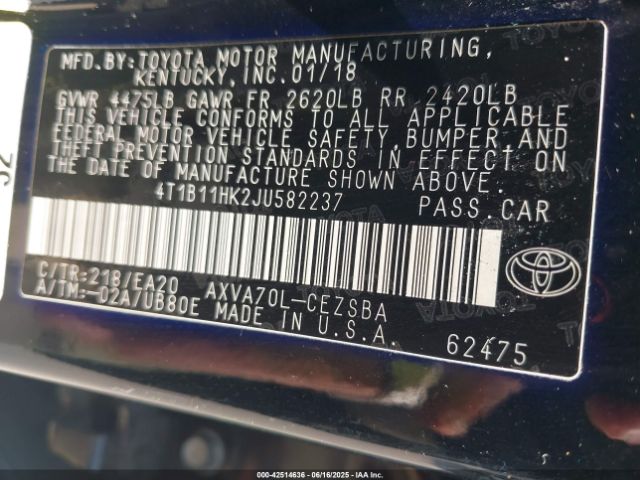 MFD.BY:TOYOTA MOTOR MANUFACTURING,
KENTUCKY,INC.01/18
GVWR 4475LB GAWR FR 2620LB RR 2420LB
THIS VEHICLE CONFORMS TO ALL APPLICABLE
FEDERAL MOTOR VEHICLE SAFETY,BUMPER,AND
THEFT PREVENTION STANDARDS IN EFFECT ON
THE DATE OF MANUFACTURE SHOWN ABOVE.
4T1B11HK2JU582237 PASS.CAR
C/TR:218/EA20 AXVA70L-CEZSBA
A/TM:-02A/UB80E MADE IN U.S.A.
62475
000-42514636 - 06/16/2025 - IAA Inc.